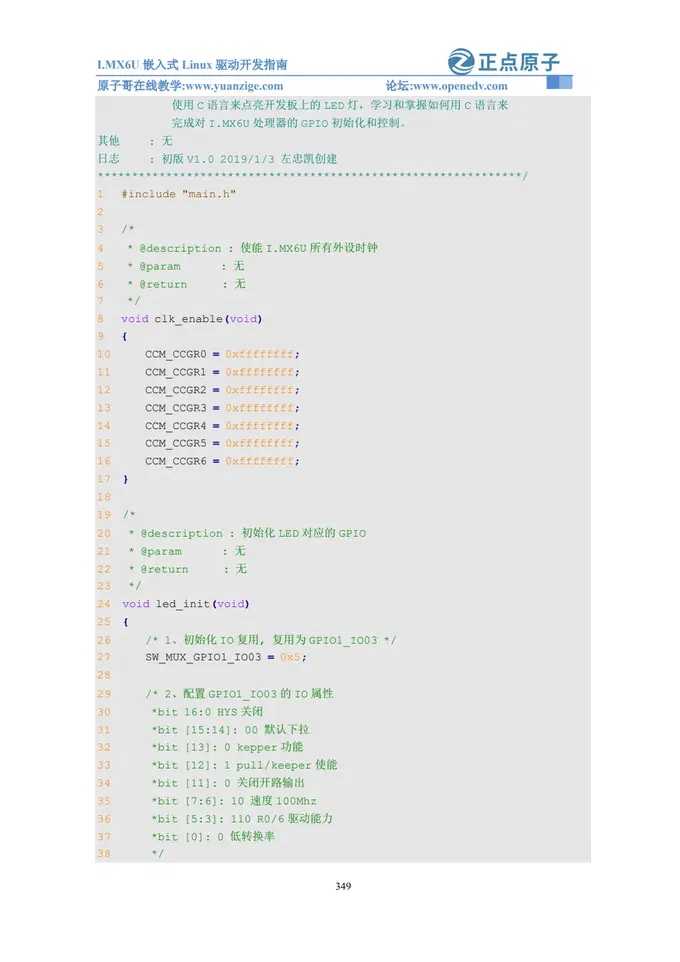 I.MX6U 嵌入式 Linux 驱动开发指南
正点原子
原子哥在线教学:www.yuanzige.com 论坛:www.openedv.com
使用 C 语言来点亮开发板上的 LED 灯，学习和掌握如何用 C 语言来
完成对 I.MX6U 处理器的 GPIO 初始化和控制。
其他 : 无
日志 : 初版 V1.0 2019/1/3 左忠凯创建
**************************************************************/
1 #include "main.h"
2
3 /*
4 * @description : 使能 I.MX6U 所有外设时钟
5 * @param : 无
6 * @return : 无
7 */
8 void clk_enable(void)
9 {
10 CCM_CCGR0 = 0xffffffff;
11 CCM_CCGR1 = 0xffffffff;
12 CCM_CCGR2 = 0xffffffff;
13 CCM_CCGR3 = 0xffffffff;
14 CCM_CCGR4 = 0xffffffff;
15 CCM_CCGR5 = 0xffffffff;
16 CCM_CCGR6 = 0xffffffff;
17 }
18
19 /*
20 * @description : 初始化 LED 对应的 GPIO
21 * @param : 无
22 * @return : 无
23 */
24 void led_init(void)
25 {
26 /* 1、初始化 IO 复用, 复用为 GPIO1_IO03 */
27 SW_MUX_GPIO1_IO03 = 0x5;
28
29 /* 2、配置 GPIO1_IO03 的 IO 属性
30 *bit 16:0 HYS 关闭
31 *bit [15:14]: 00 默认下拉
32 *bit [13]: 0 kepper 功能
33 *bit [12]: 1 pull/keeper 使能
34 *bit [11]: 0 关闭开路输出
35 *bit [7:6]: 10 速度 100Mhz
36 *bit [5:3]: 110 R0/6 驱动能力
37 *bit [0]: 0 低转换率
38 */
349